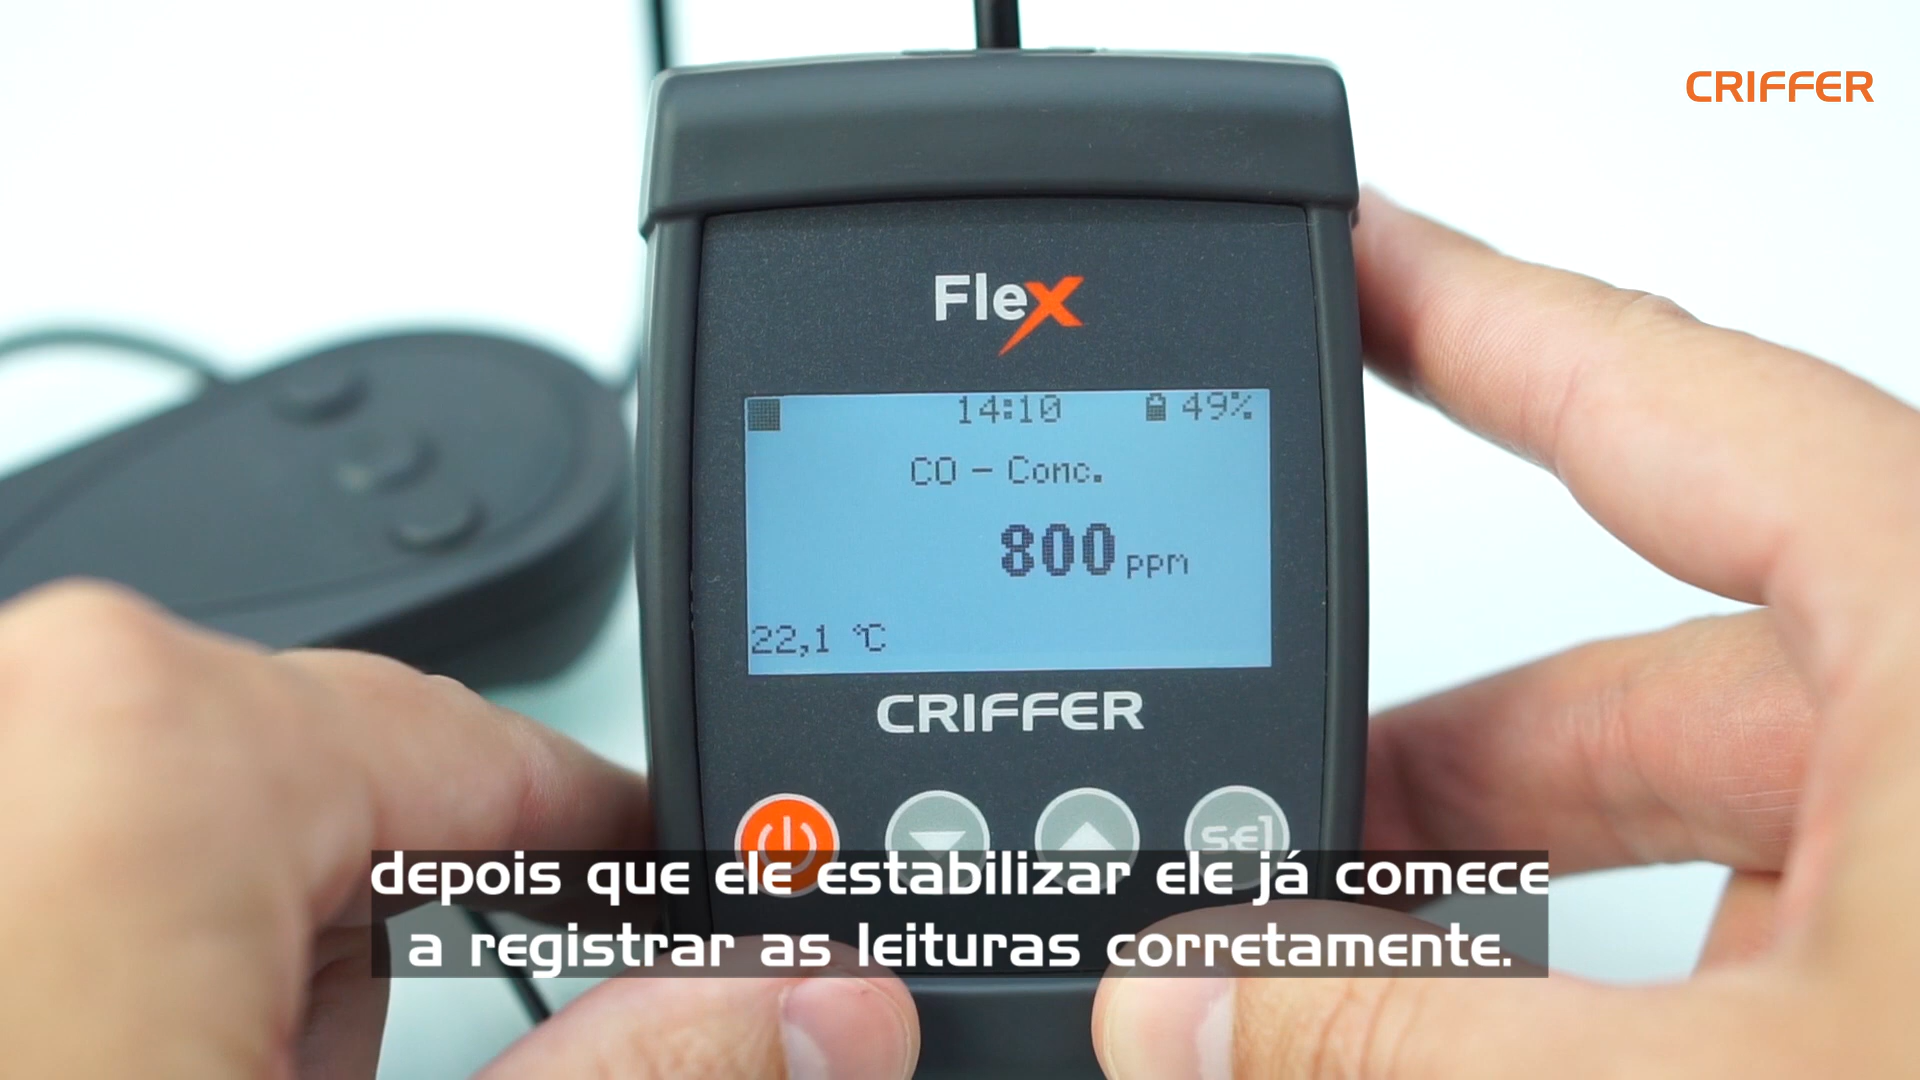 CRIFFER
FleX
14:10 49%
CO - Conc.
800 ppm
22,1 °C
CRIFFER
SEl
depois que ele estabilizar ele já comece
a registrar as leituras corretamente.